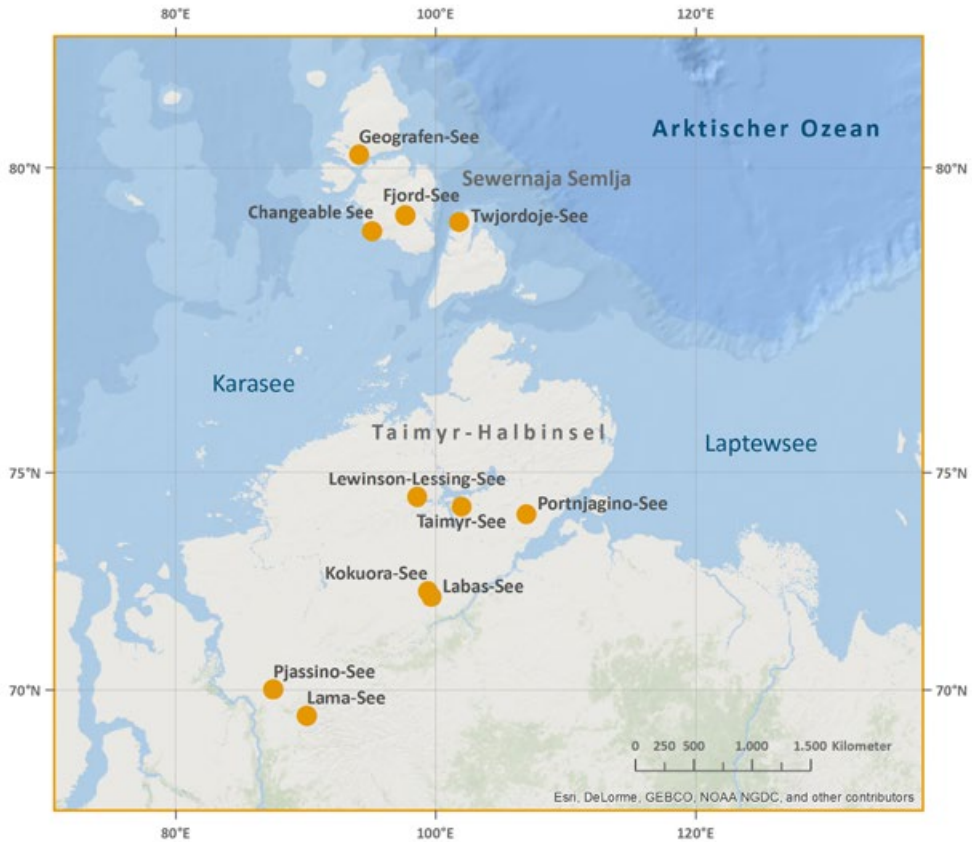 80°E 100°E 120°E
Arktischer Ozean
Geografen-See
80°N 80°N
Sewernaja Semlja
Fjord-See
Changeable See Twjordoje-See
Karasee
Taimyr-Halbinsel
Laptewsee
75°N 75°N
Lewinson-Lessing-See
Portnjagino-See
Taimyr-See
Kokuora-See
Labas-See
Pjassino-See
70°N 70°N
Lama-See
0 250 500 1.000 1.500 Kilometer
Esri, DeLorme, GEBCO, NOAA NGDC, and other contributors
80°E 100°E 120°E